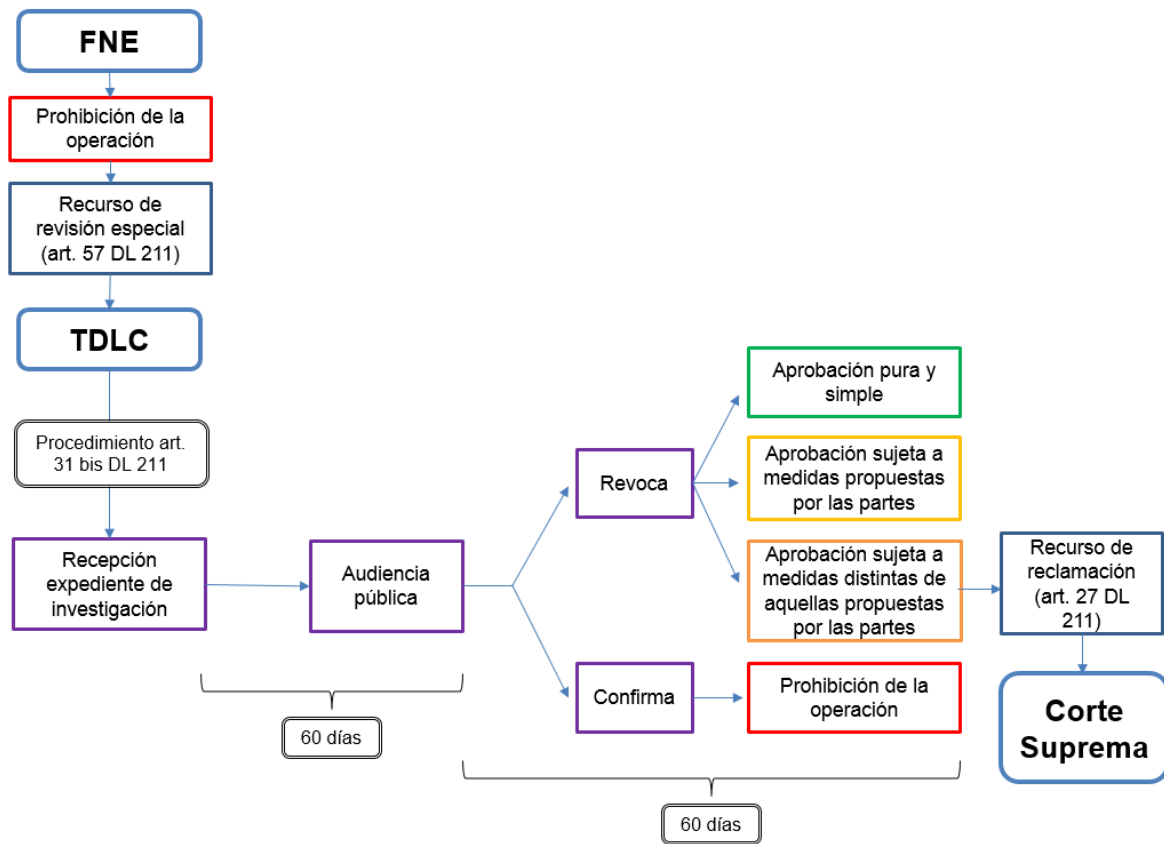 FNE
Prohibición de la
operación
Recurso de
revisión especial
(art. 57 DL 211)
TDLC
Procedimiento art.
31 bis DL 211
Recepción
expediente de
investigación
Audiencia
pública
60 días
Revoca
Confirma
Aprobación pura y
simple
Aprobación sujeta a
medidas propuestas
por las partes
Aprobación sujeta a
medidas distintas de
aquellas propuestas
por las partes
Prohibición de la
operación
60 días
Recurso de
reclamación
(art. 27 DL
211)
Corte
Suprema